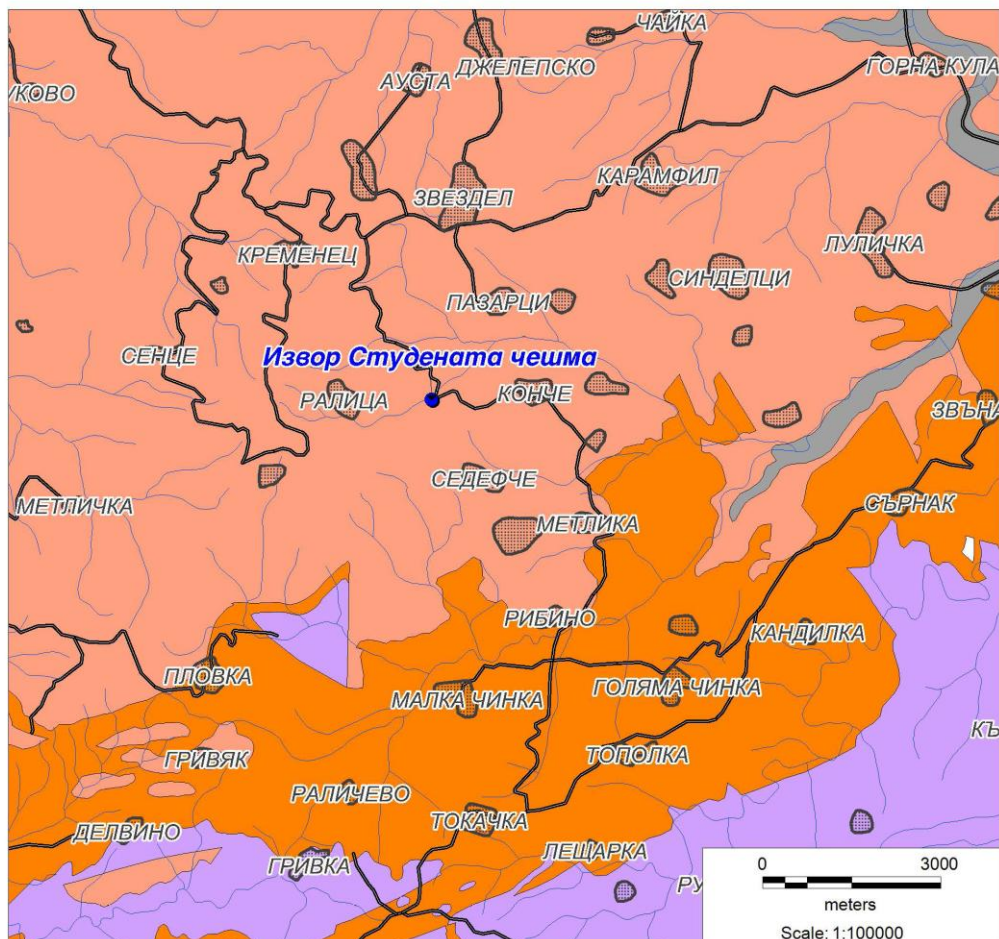 ЧАЙКА
ДЖЕЛЕПСКО
ГОРНА КУЛА
АУСТА
УКОВО
КАРАМФИЛ
ЗВЕЗДЕЛ
ЛУЛИЧКА
КРЕМЕНЕЦ
СИНДЕЛЦИ
ПАЗАРЦИ
СЕНЦЕ
Извор Студената чешма
РАЛИЦА
КОНЧЕ
ЗВЪНА
СЕДЕФЧЕ
МЕТЛИЧКА
СЪРНАК
МЕТЛИКА
РИБИНО
КАНДИЛКА
ПЛОВКА
ГОЛЯМА ЧИНКА
МАЛКА ЧИНКА
КЪ
ГРИВЯК
ТОПОЛКА
РАЛИЧЕВО
ТОКАЧКА
ДЕЛВИНО
ЛЕЩАРКА
ГРИВКА
РУ
0 3000
meters
Scale: 1:100000